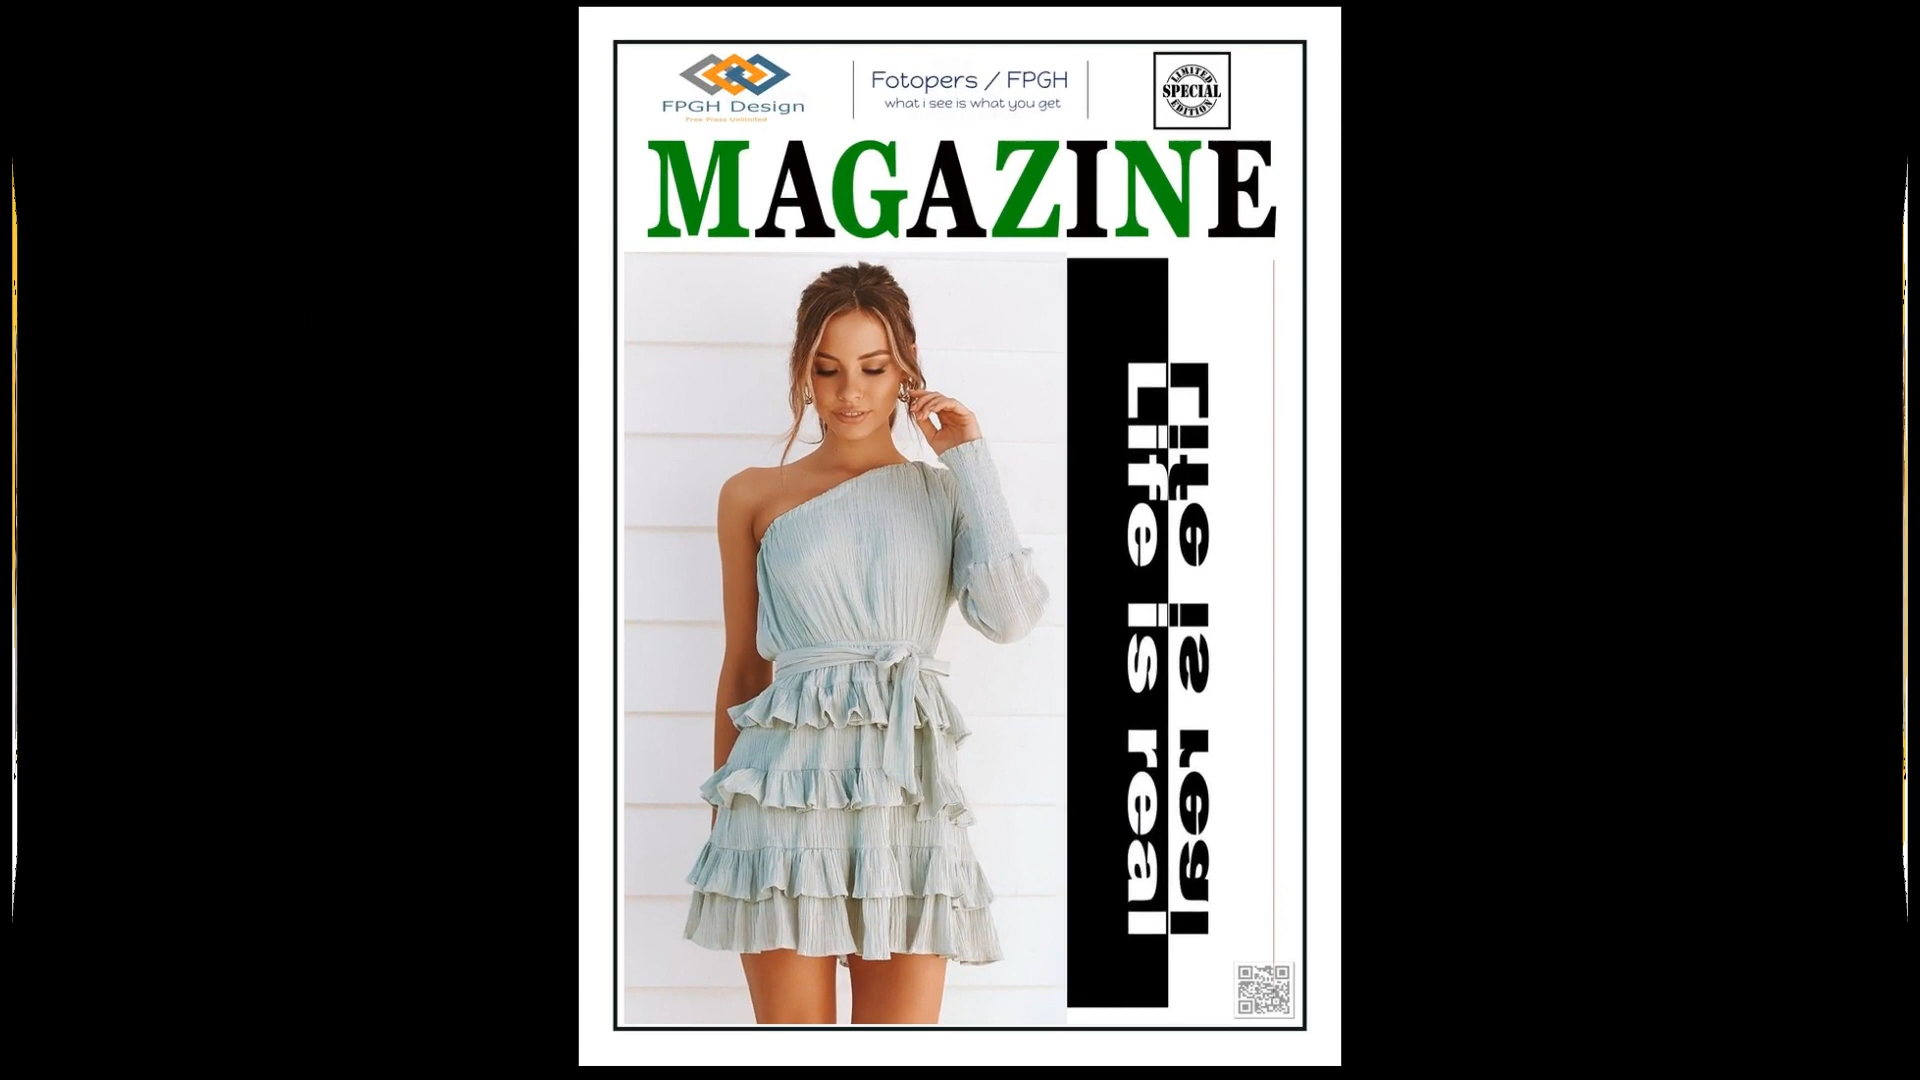 FPGH Design
Free Press Unlimited
Fotopers / FPGH
what i see is what you get
LIMITED
SPECIAL
EDITION
MAGAZINE
Life is real
Life is real